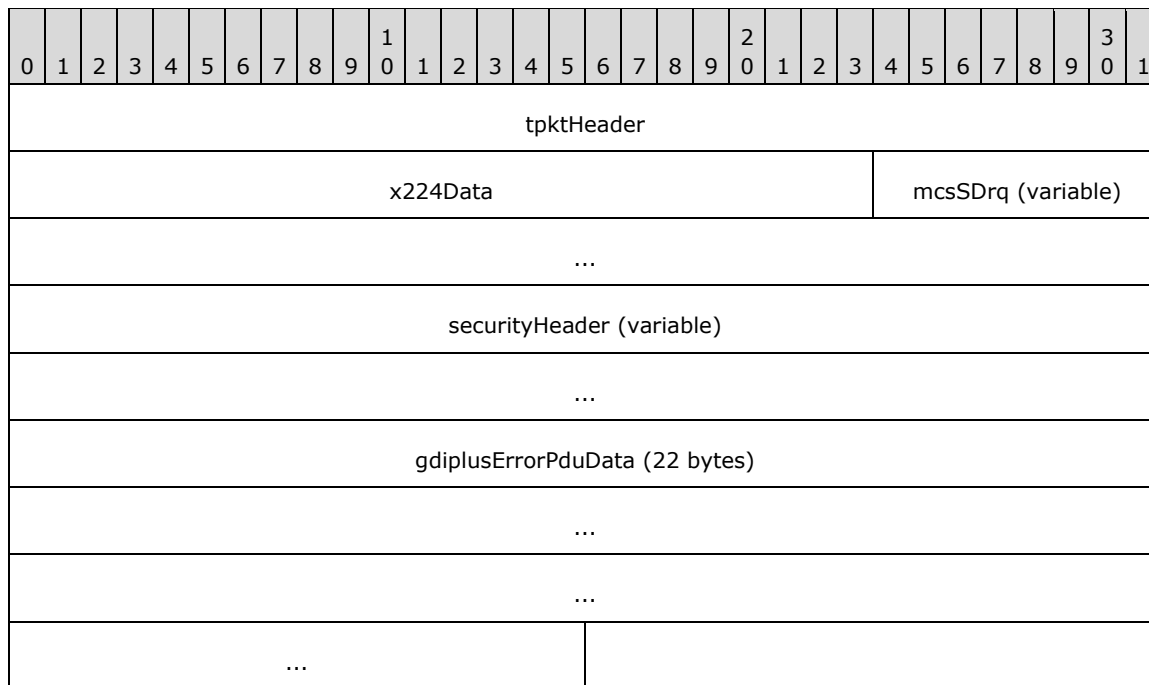 1 2 3
0 1 2 3 4 5 6 7 8 9 0 1 2 3 4 5 6 7 8 9 0 1 2 3 4 5 6 7 8 9 0 1
tpktHeader
x224Data mcsSDrq (variable)
...
securityHeader (variable)
...
gdiplusErrorPduData (22 bytes)
...
...
...